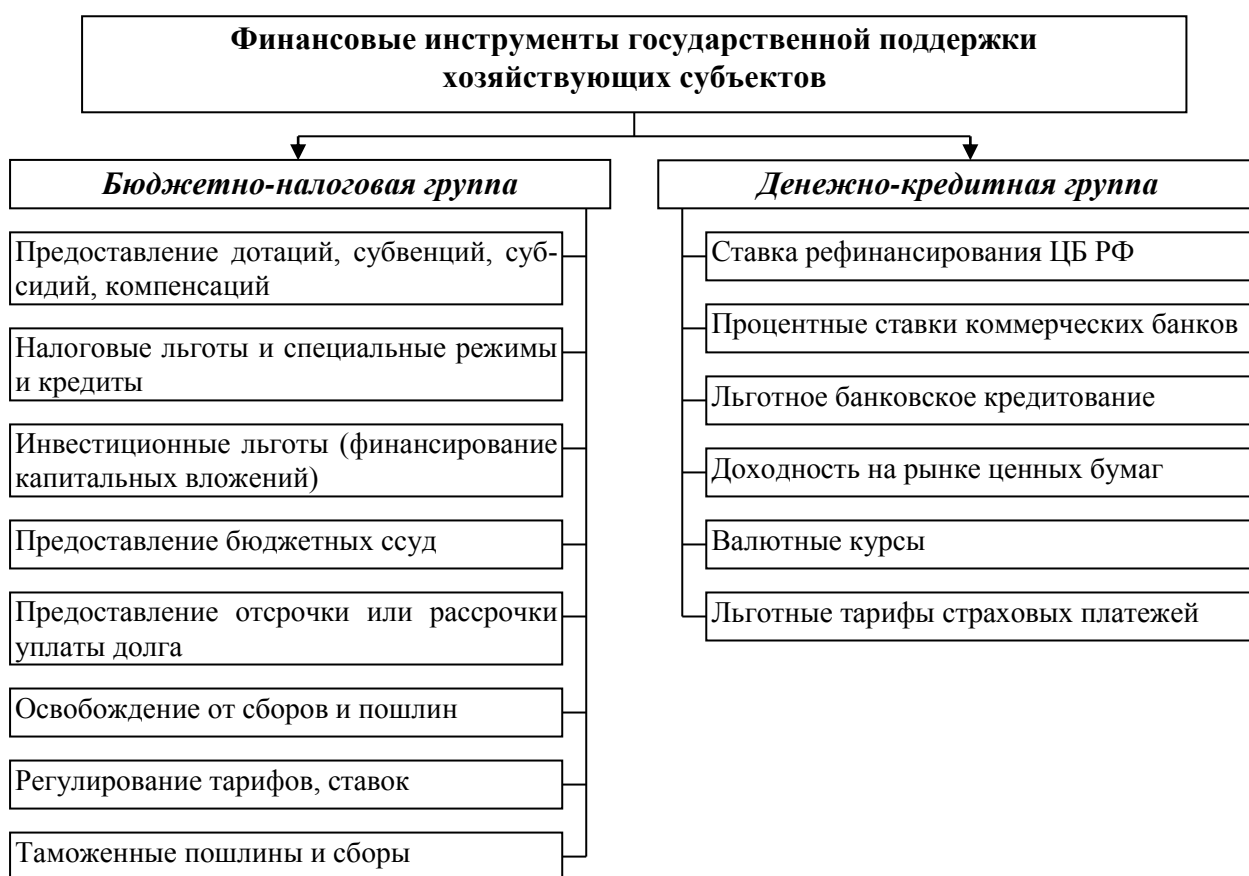 Финансовые инструменты государственной поддержки
хозяйствующих субъектов
Бюджетно-налоговая группа
Предоставление дотаций, субвенций, суб-
сидий, компенсаций
Налоговые льготы и специальные режимы
и кредиты
Инвестиционные льготы (финансирование
капитальных вложений)
Предоставление бюджетных ссуд
Предоставление отсрочки или рассрочки
уплаты долга
Освобождение от сборов и пошлин
Регулирование тарифов, ставок
Таможенные пошлины и сборы
Денежно-кредитная группа
Ставка рефинансирования ЦБ РФ
Процентные ставки коммерческих банков
Льготное банковское кредитование
Доходность на рынке ценных бумаг
Валютные курсы
Льготные тарифы страховых платежей